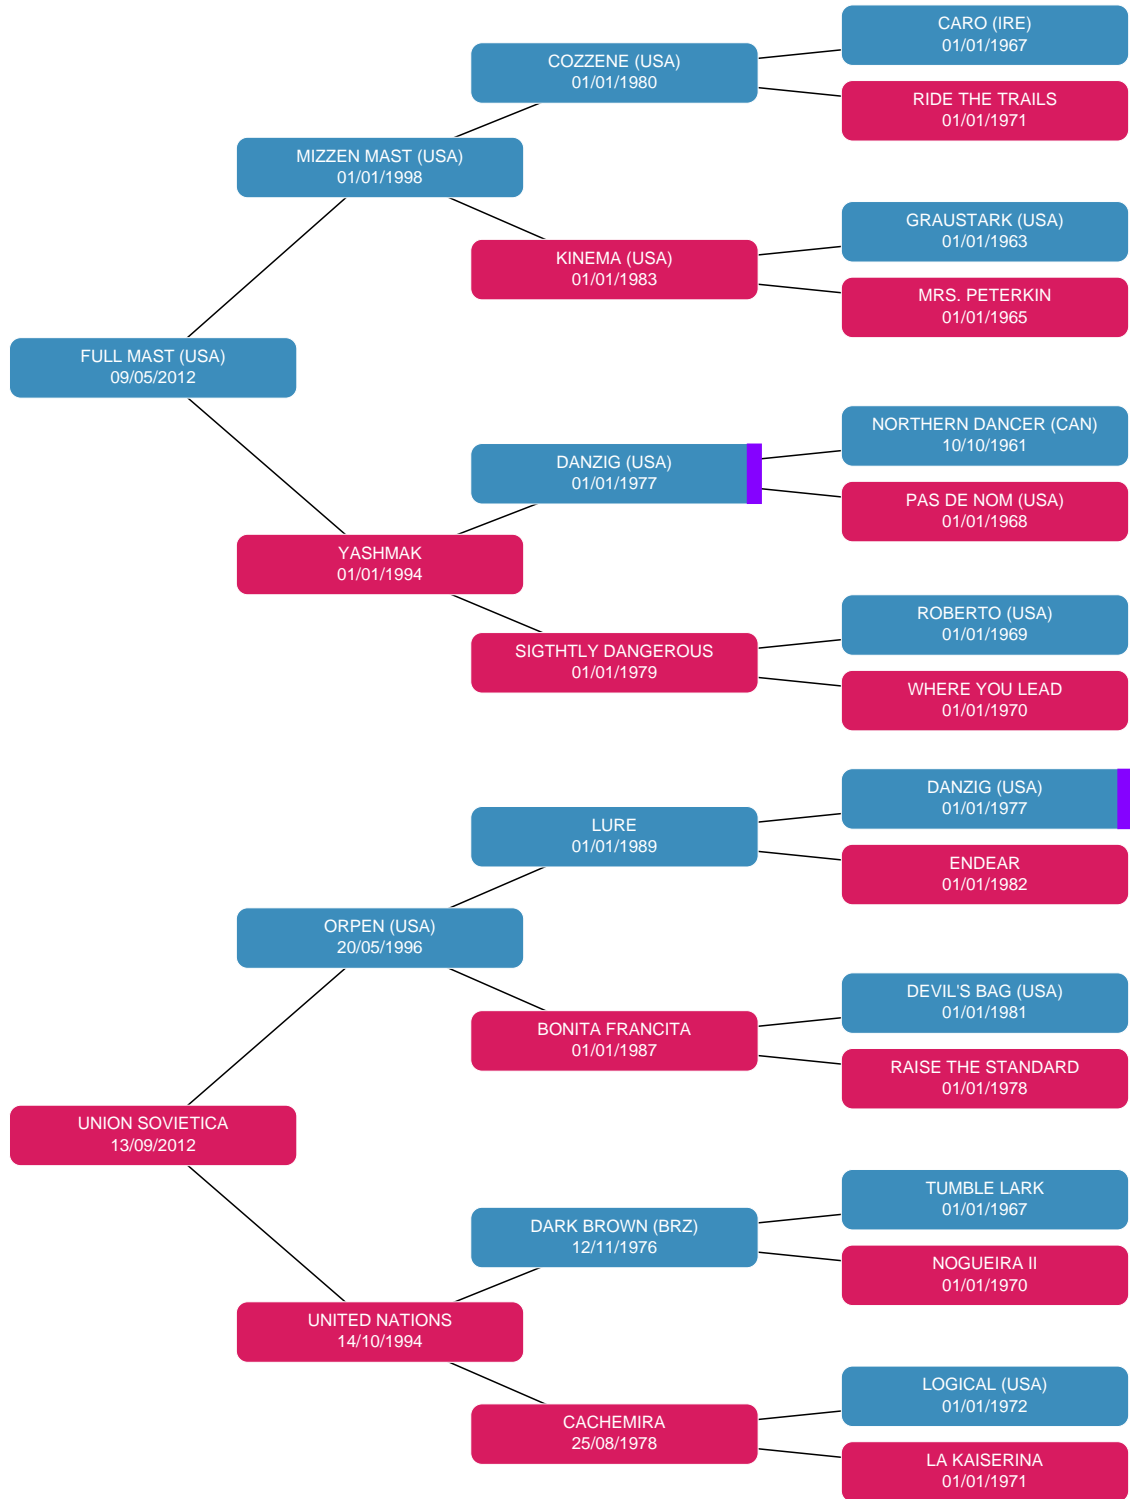 CARO (IRE)
01/01/1967
COZZENE (USA)
01/01/1980
RIDE THE TRAILS
01/01/1971
MIZZEN MAST (USA)
01/01/1998
GRAUSTARK (USA)
01/01/1963
KINEMA (USA)
01/01/1983
MRS. PETERKIN
01/01/1965
FULL MAST (USA)
09/05/2012
NORTHERN DANCER (CAN)
10/10/1961
DANZIG (USA)
01/01/1977
PAS DE NOM (USA)
01/01/1968
YASHMAK
01/01/1994
ROBERTO (USA)
01/01/1969
SIGTHTLY DANGEROUS
01/01/1979
WHERE YOU LEAD
01/01/1970
DANZIG (USA)
01/01/1977
LURE
01/01/1989
ENDEAR
01/01/1982
ORPEN (USA)
20/05/1996
DEVIL'S BAG (USA)
01/01/1981
BONITA FRANCITA
01/01/1987
RAISE THE STANDARD
01/01/1978
UNION SOVIETICA
13/09/2012
TUMBLE LARK
01/01/1967
DARK BROWN (BRZ)
12/11/1976
NOGUEIRA II
01/01/1970
UNITED NATIONS
14/10/1994
LOGICAL (USA)
01/01/1972
CACHEMIRA
25/08/1978
LA KAISERINA
01/01/1971